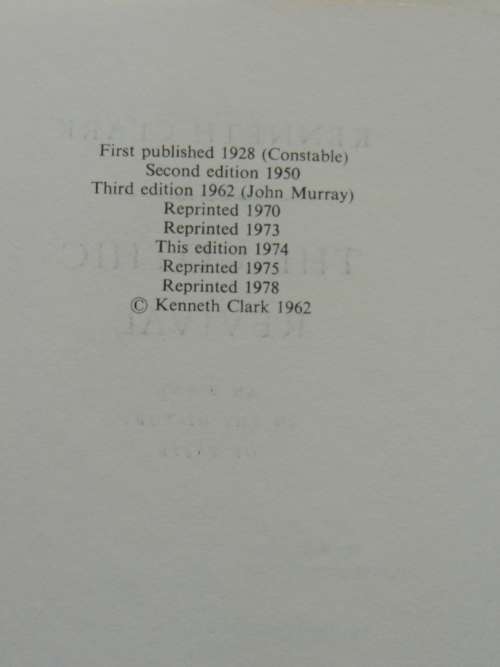 First published 1928 (Constable)
Second edition 1950
Third edition 1962 (John Murray)
Reprinted 1970
Reprinted 1973
This edition 1974
Reprinted 1975
Reprinted 1978
© Kenneth Clark 1962